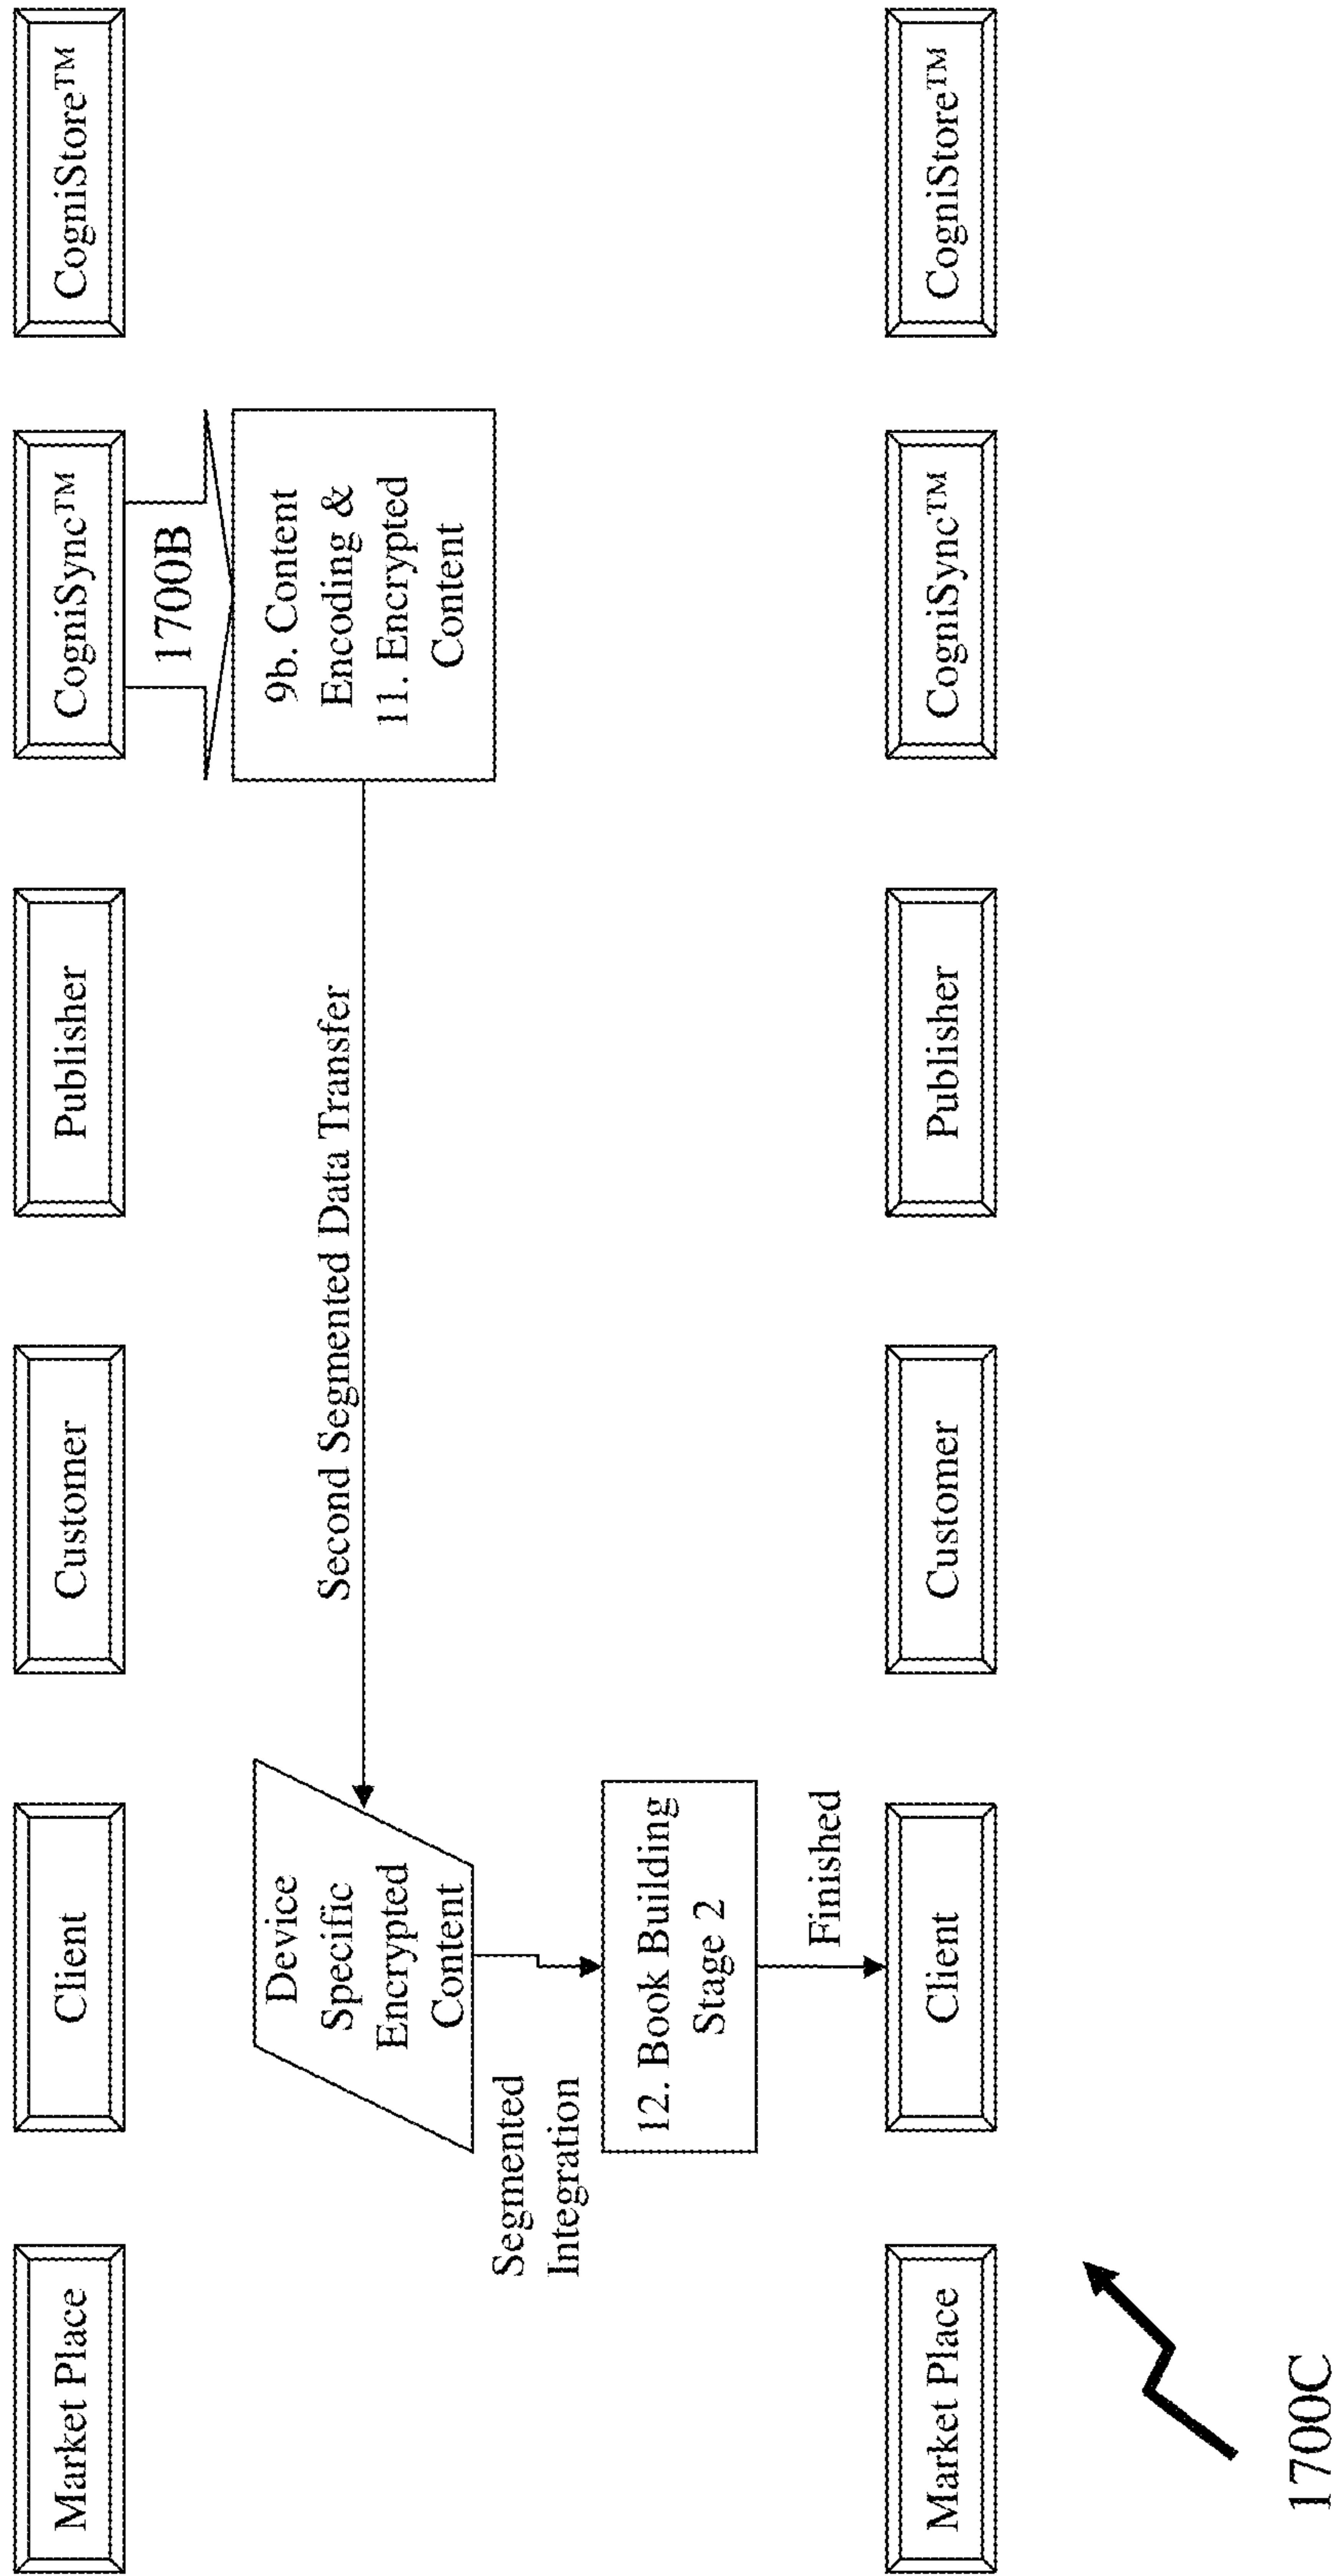 Market Place
Client
Customer
Publisher
CogniSync™
CogniStore™
1700B
9b. Content
Encoding &
11. Encrypted
Content
Second Segmented Data Transfer
Device
Specific
Encrypted
Content
Segmented
Integration
12. Book Building
Stage 2
Finished
Market Place
Client
Customer
Publisher
CogniSync™
CogniStore™
1700C